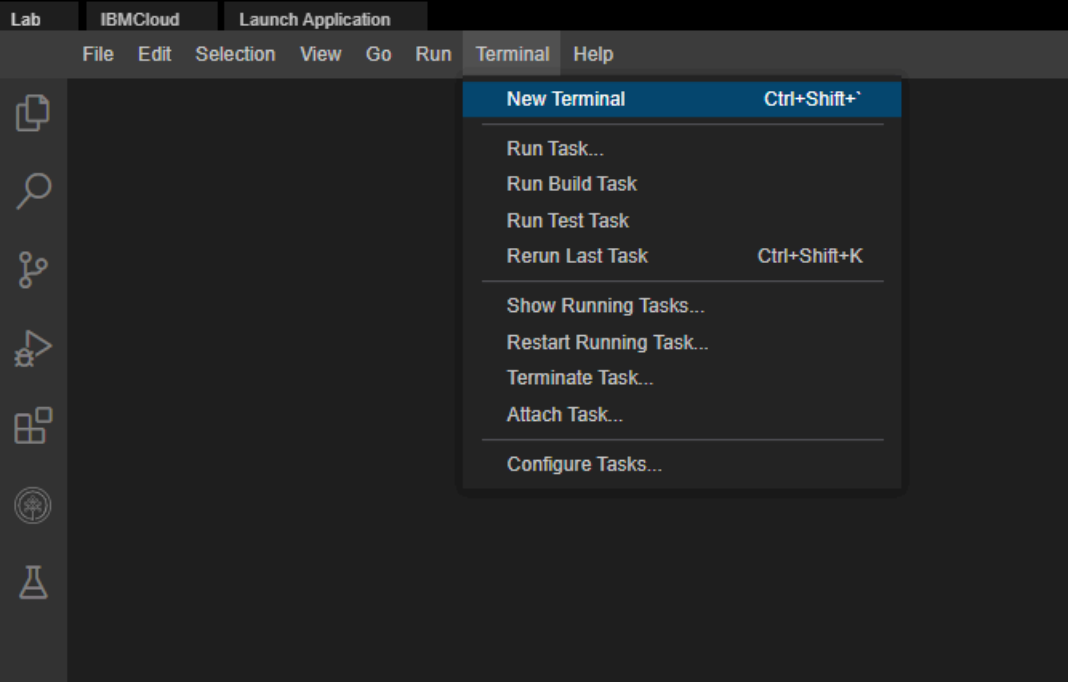 Lab IBMCloud Launch Application
File Edit Selection View Go Run Terminal Help
New Terminal Ctrl+Shift+`
Run Task...
Run Build Task
Run Test Task
Rerun Last Task Ctrl+Shift+K
Show Running Tasks...
Restart Running Task...
Terminate Task...
Attach Task...
Configure Tasks...